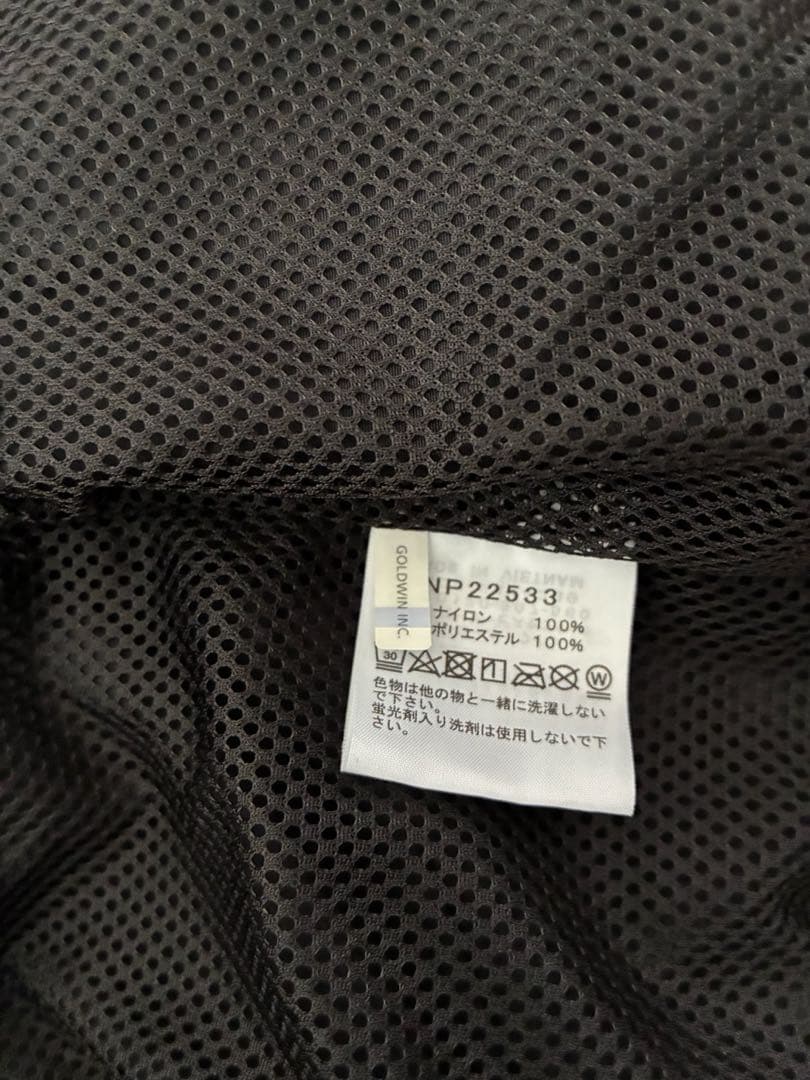 GOLDWIN INC.
NP22533
ナイロン 100%
ポリエステル 100%
30
W
色物は他の物と一緒に洗濯しない
で下さい。
蛍光剤入り洗剤は使用しないで下
さい。